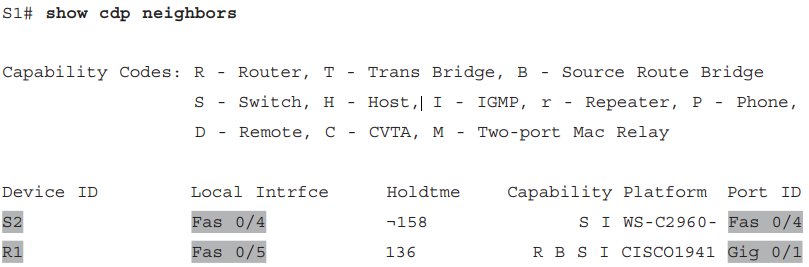 S1# show cdp neighbors
Capability Codes: R - Router, T - Trans Bridge, B - Source Route Bridge
S - Switch, H - Host, I - IGMP, r - Repeater, P - Phone,
D - Remote, C - CVTA, M - Two-port Mac Relay
Device ID Local Intrfce Holdtme Capability Platform Port ID
S2 Fas 0/4 ¬158 S I WS-C2960- Fas 0/4
R1 Fas 0/5 136 R B S I CISCO1941 Gig 0/1